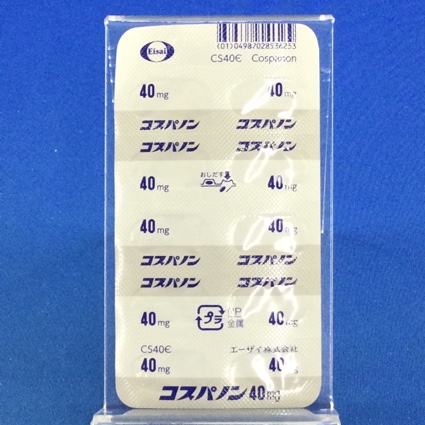 Eisai
(01)04987028536253
CS40€ Cospanon
40mg 40mg
コスパノン コスパノン
コスパノン コスパノン
おしだす
40mg 40mg
40mg 40mg
コスパノン コスパノン
コスパノン コスパノン
40mg プラ PP 40mg
金属
CS40€ エーザイ株式会社
40mg 40mg
コスパノン40mg